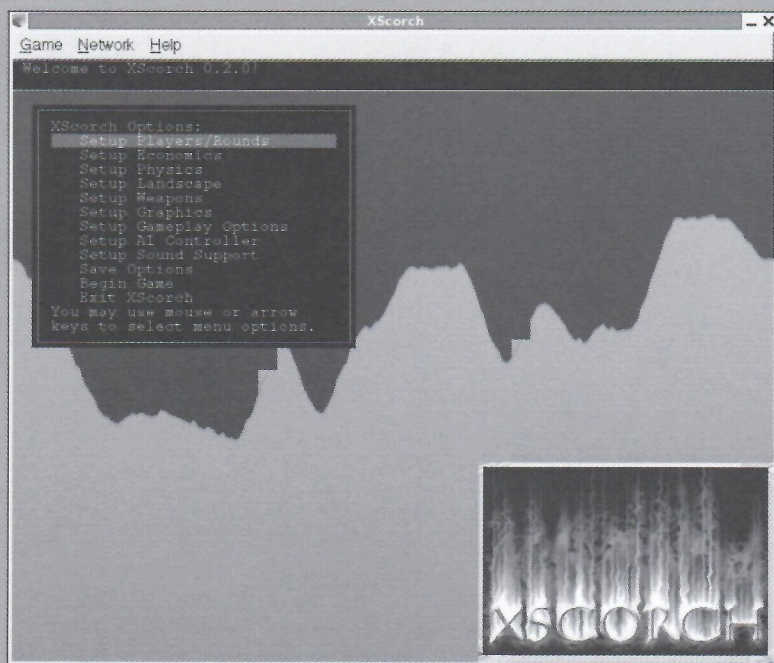 XScorch
Game Network Help
Welcome to XScorch 0.2.0!
XScorch Options:
Setup Players/Rounds
Setup Economics
Setup Physics
Setup Landscape
Setup Weapons
Setup Graphics
Setup Gameplay Options
Setup AI Controller
Setup Sound Support
Save Options
Begin Game
Exit XScorch
You may use mouse or arrow
keys to select menu options.
XSCORCH